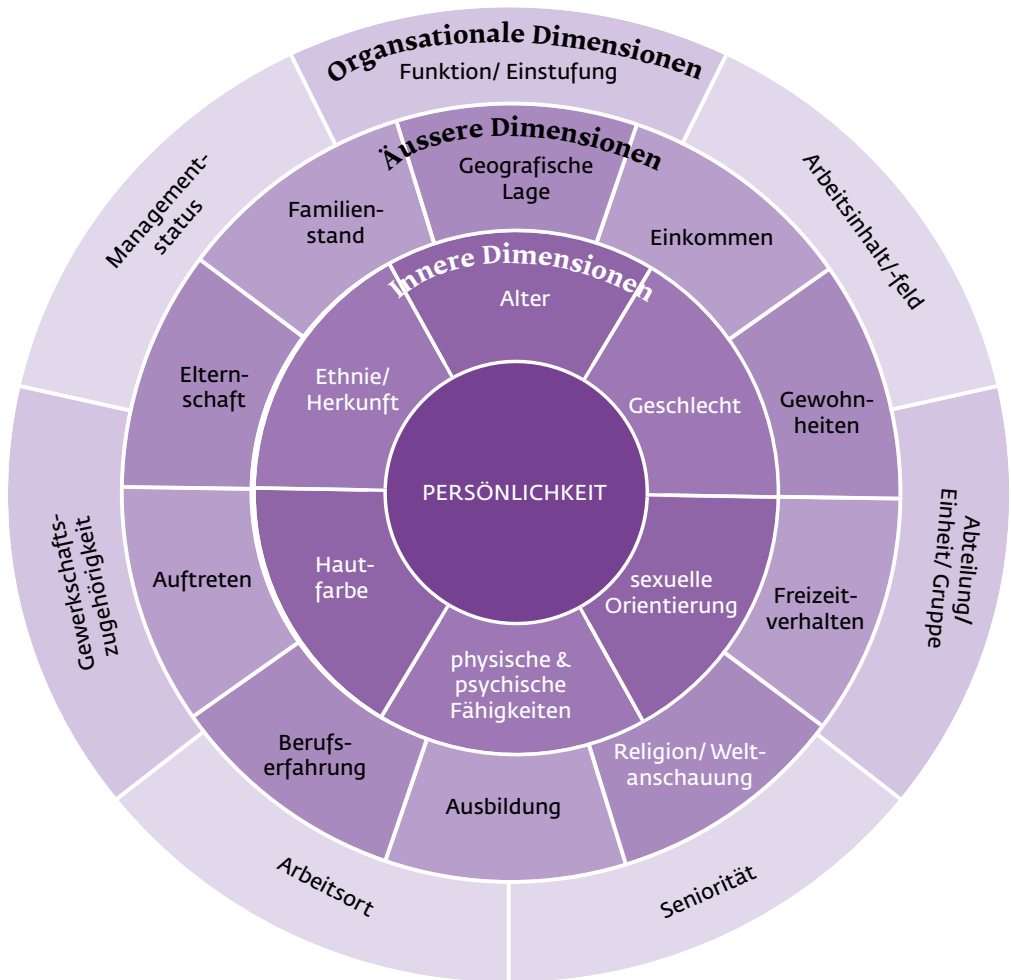 Organsationale Dimensionen
Funktion/ Einstufung
Arbeitsinhalt/-feld
Abteilung/
Einheit/ Gruppe
Seniorität
Arbeitsort
Gewerkschafts-
zugehörigkeit
Management-
status
Äussere Dimensionen
Geografische
Lage
Einkommen
Gewohn-
heiten
Freizeit-
verhalten
Religion/ Welt-
anschauung
Ausbildung
Berufs-
erfahrung
Auftreten
Eltern-
schaft
Familien-
stand
Innere Dimensionen
Alter
Geschlecht
sexuelle
Orientierung
physische &
psychische
Fähigkeiten
Haut-
farbe
Ethnie/
Herkunft
PERSÖNLICHKEIT